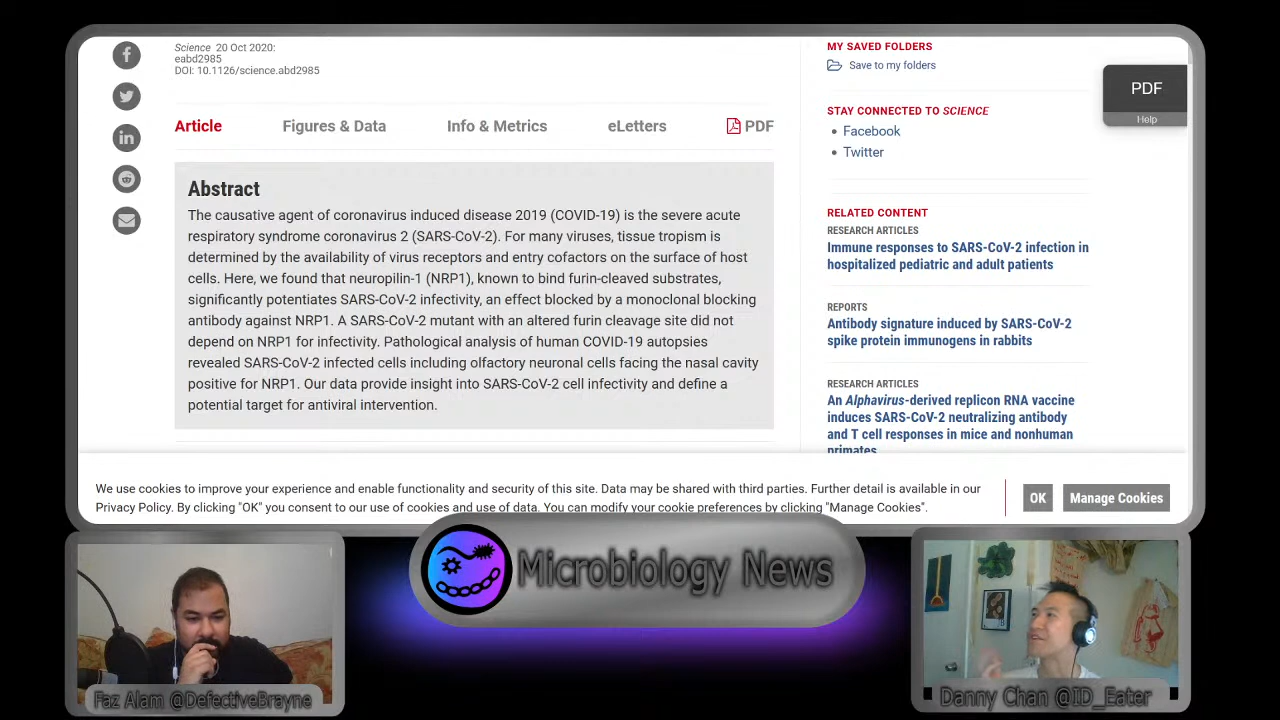 Science 20 Oct 2020:
eabd2985
DOI: 10.1126/science.abd2985
Article
Figures & Data
Info & Metrics
eLetters
PDF
Abstract
The causative agent of coronavirus induced disease 2019 (COVID-19) is the severe acute
respiratory syndrome coronavirus 2 (SARS-CoV-2). For many viruses, tissue tropism is
determined by the availability of virus receptors and entry cofactors on the surface of host
cells. Here, we found that neuropilin-1 (NRP1), known to bind furin-cleaved substrates,
significantly potentiates SARS-CoV-2 infectivity, an effect blocked by a monoclonal blocking
antibody against NRP1. A SARS-CoV-2 mutant with an altered furin cleavage site did not
depend on NRP1 for infectivity. Pathological analysis of human COVID-19 autopsies
revealed SARS-CoV-2 infected cells including olfactory neuronal cells facing the nasal cavity
positive for NRP1. Our data provide insight into SARS-CoV-2 cell infectivity and define a
potential target for antiviral intervention.
MY SAVED FOLDERS
Save to my folders
STAY CONNECTED TO SCIENCE
Facebook
Twitter
RELATED CONTENT
RESEARCH ARTICLES
Immune responses to SARS-CoV-2 infection in
hospitalized pediatric and adult patients
REPORTS
Antibody signature induced by SARS-CoV-2
spike protein immunogens in rabbits
RESEARCH ARTICLES
An Alphavirus-derived replicon RNA vaccine
induces SARS-CoV-2 neutralizing antibody
and T cell responses in mice and nonhuman
primates
PDF
Help
We use cookies to improve your experience and enable functionality and security of this site. Data may be shared with third parties. Further detail is available in our
Privacy Policy. By clicking "OK" you consent to our use of cookies and use of data. You can modify your cookie preferences by clicking "Manage Cookies".
OK
Manage Cookies
Microbiology News
Faz Alam @DefectiveBrayne
Danny Chan @ID_Eater